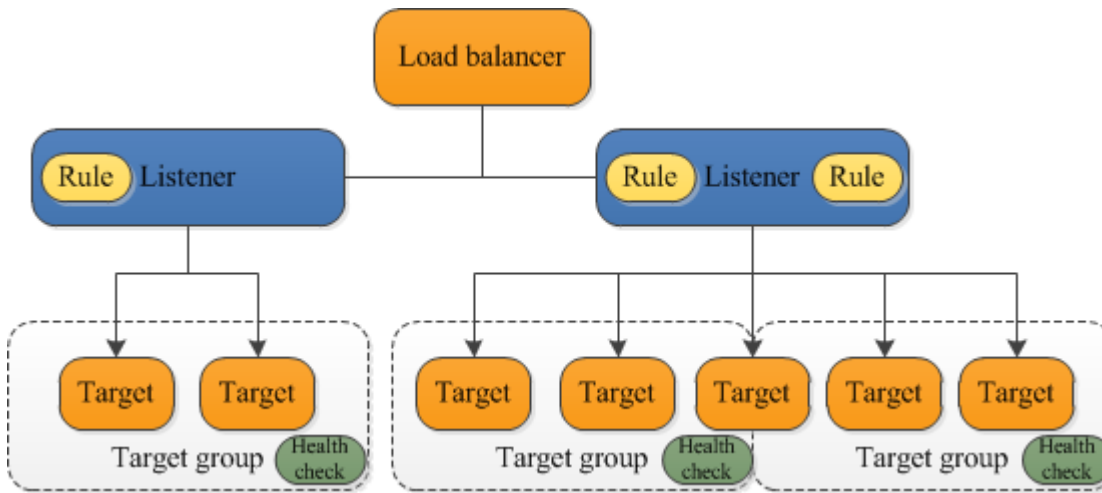 Load balancer
Rule Listener
Rule Listener Rule
Target Target
Target Target Target Target Target
Target group Health
check
Target group Health
check
Target group Health
check